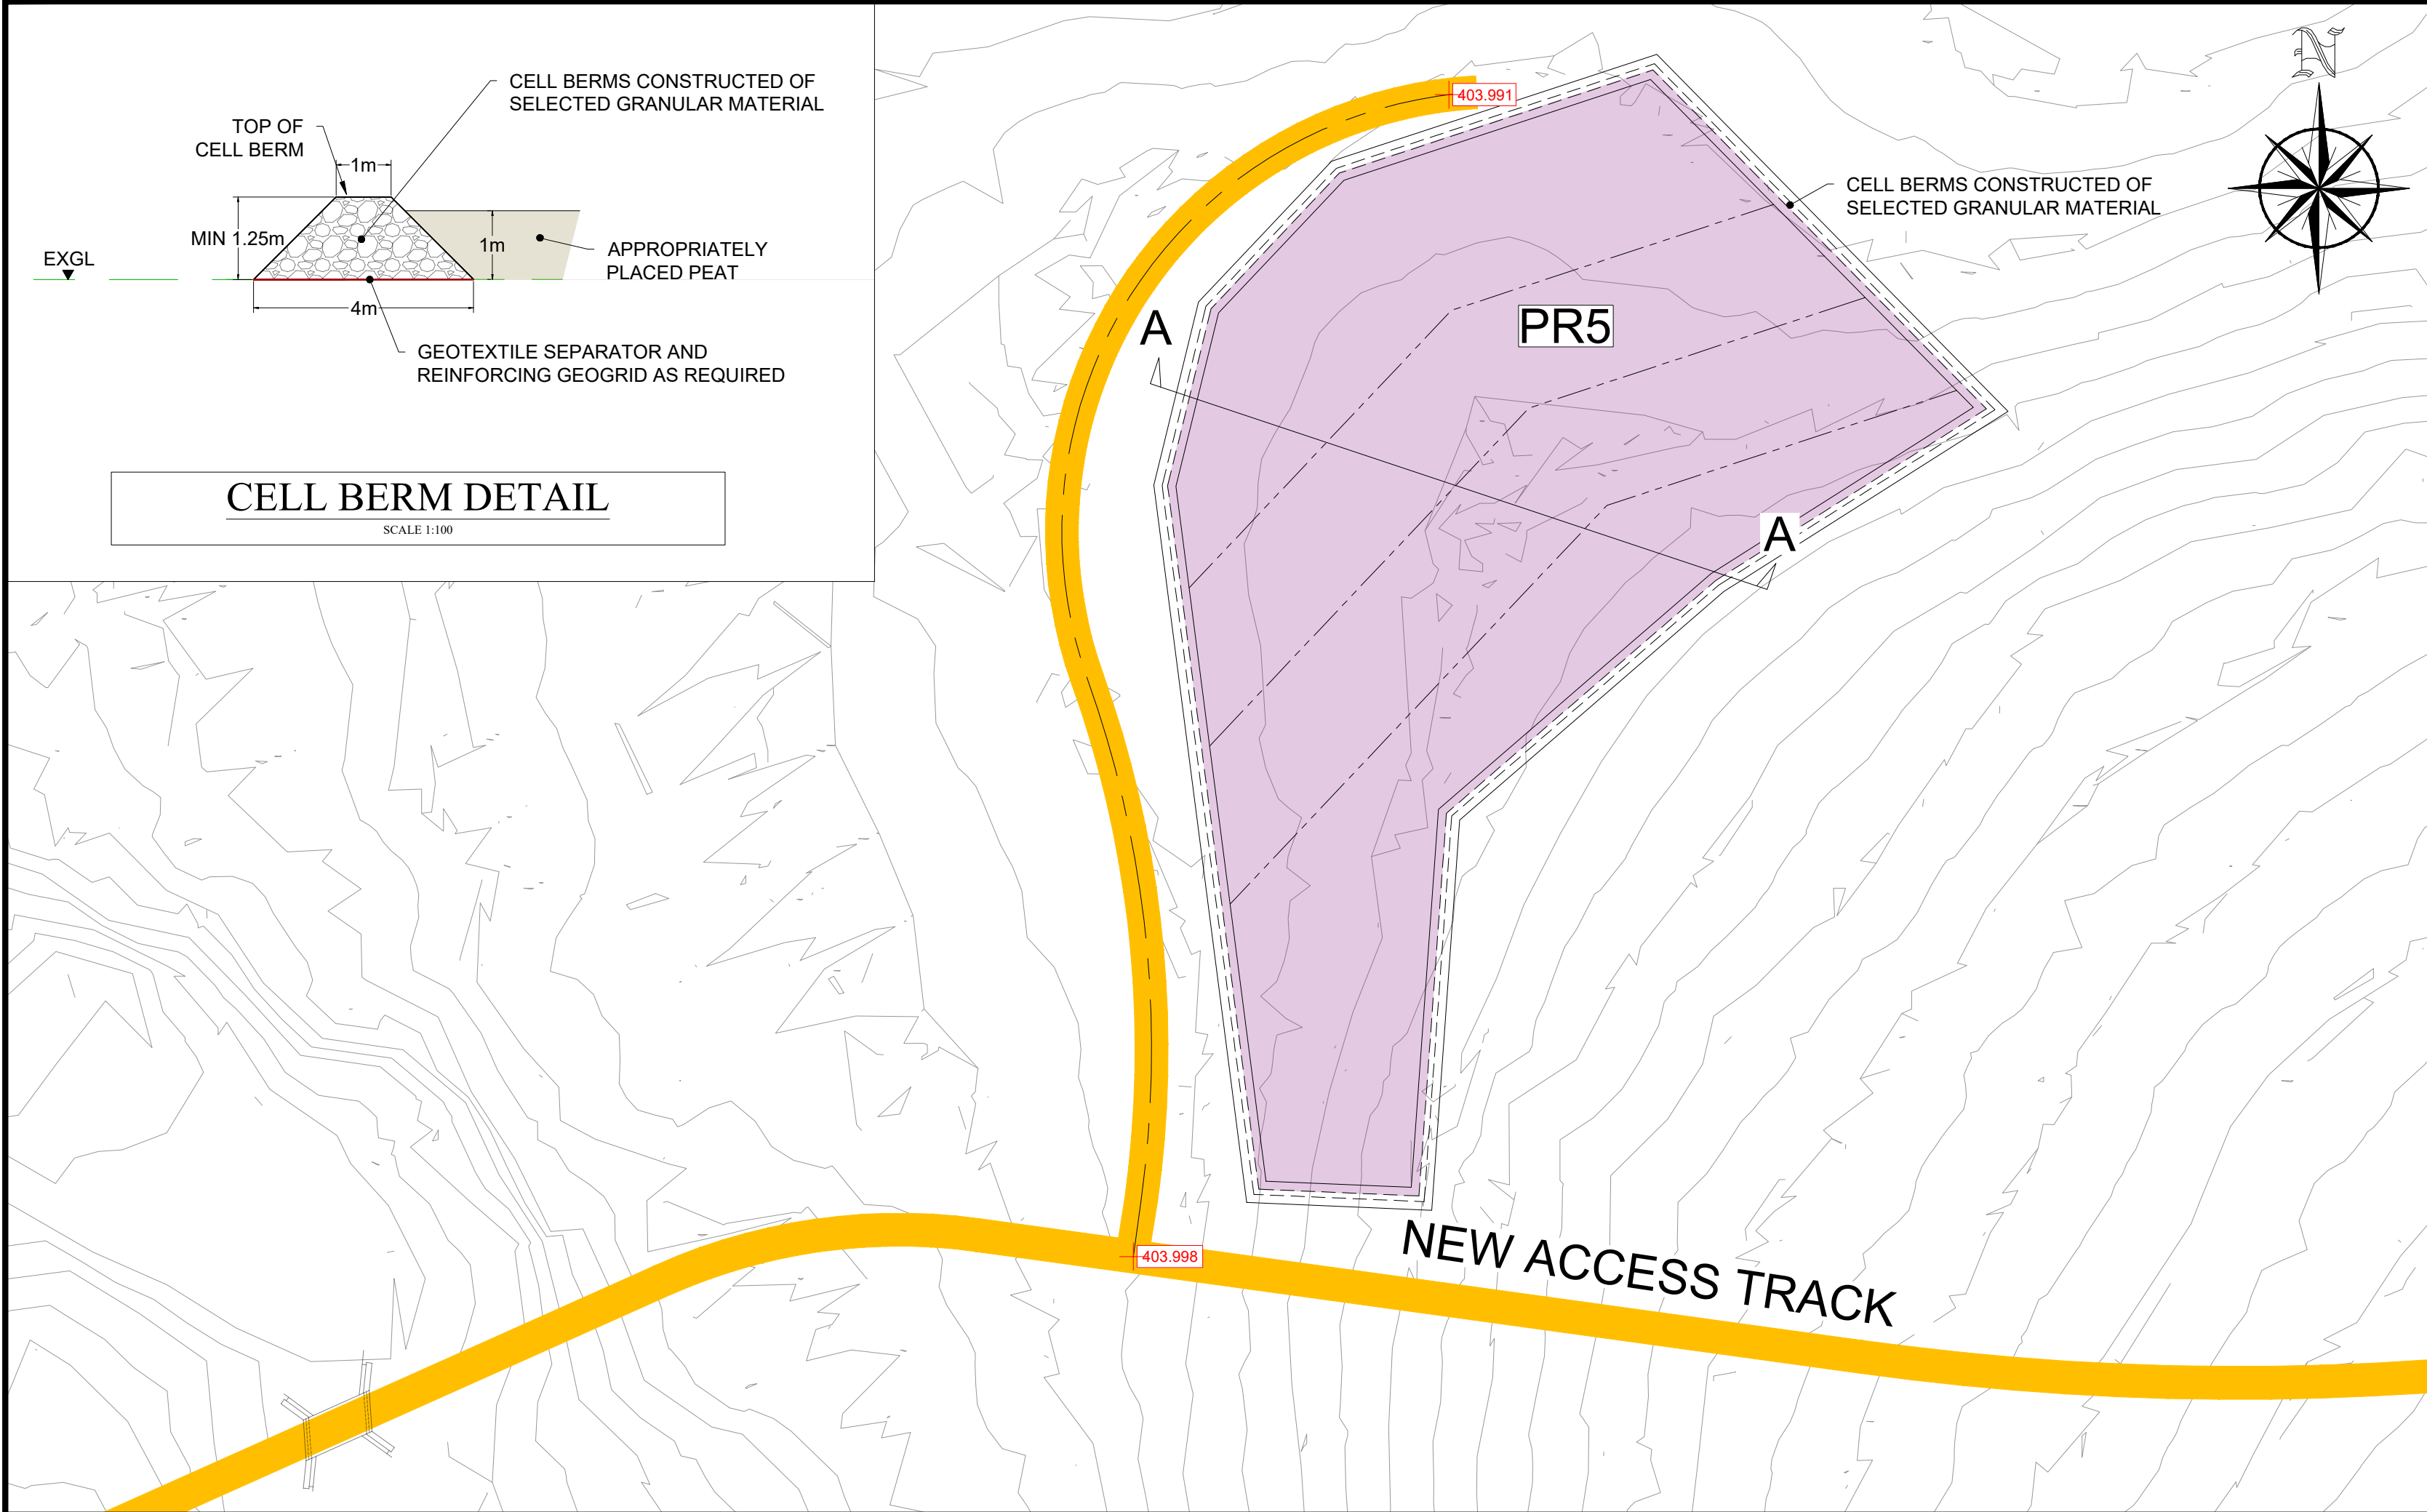 CELL BERMS CONSTRUCTED OF
SELECTED GRANULAR MATERIAL
TOP OF
CELL BERM
1m
MIN 1.25m
1m
EXGL
APPROPRIATELY
PLACED PEAT
4m
GEOTEXTILE SEPARATOR AND
REINFORCING GEOGRID AS REQUIRED
CELL BERM DETAIL
SCALE 1:100
403.991
N
CELL BERMS CONSTRUCTED OF
SELECTED GRANULAR MATERIAL
PR5
A
A
403.998
NEW ACCESS TRACK